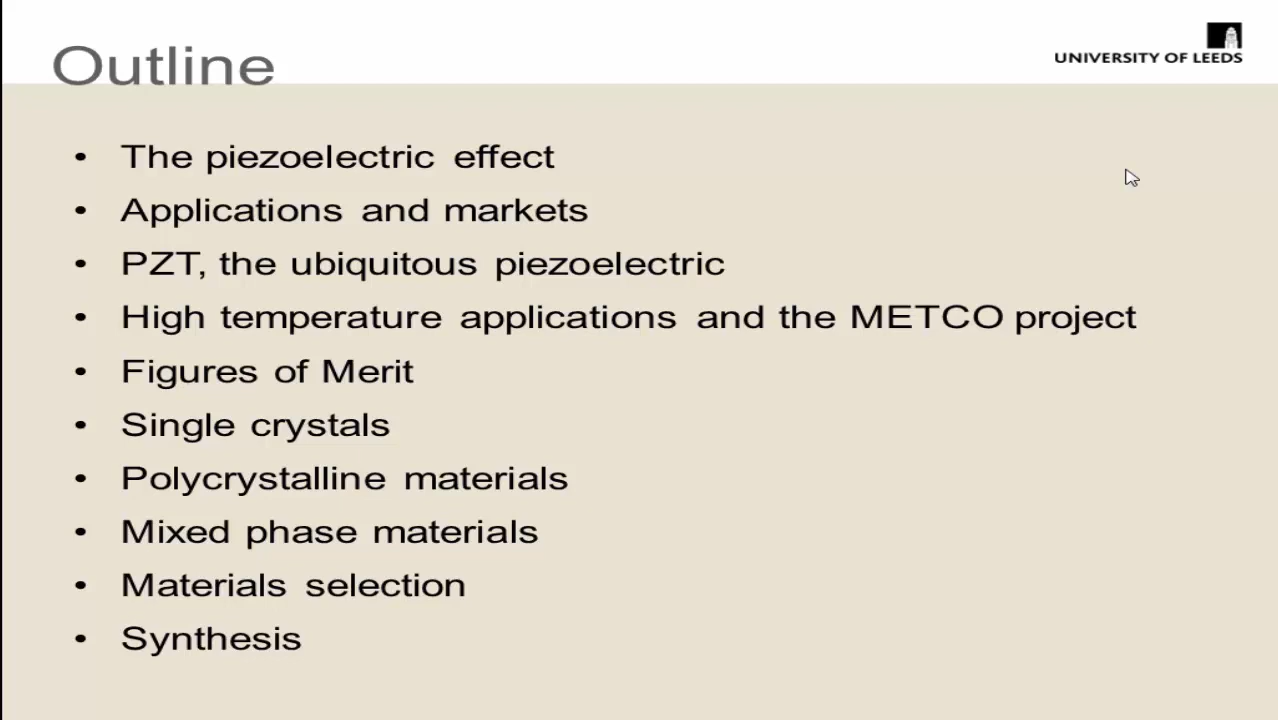 Outline
UNIVERSITY OF LEEDS
• The piezoelectric effect
• Applications and markets
• PZT, the ubiquitous piezoelectric
• High temperature applications and the METCO project
• Figures of Merit
• Single crystals
• Polycrystalline materials
• Mixed phase materials
• Materials selection
• Synthesis